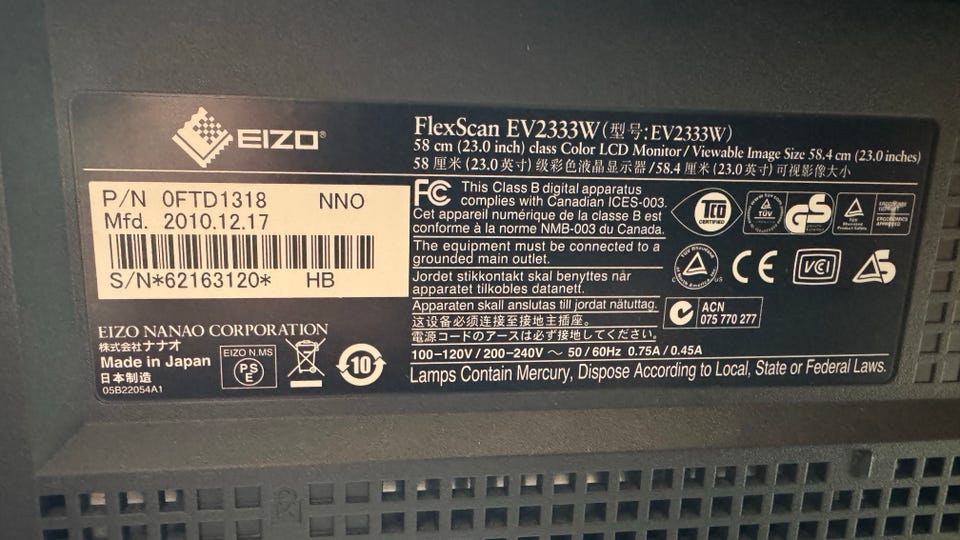 EIZO®
FlexScan EV2333W (型号:EV2333W)
58 cm (23.0 inch) class Color LCD Monitor / Viewable Image Size 58.4 cm (23.0 inches)
58 厘米 (23.0 英寸) 级彩色液晶显示器 / 58.4 厘米 (23.0 英寸) 可视影像大小
P/N 0FTD1318 NNO
Mfd. 2010.12.17
S/N*62163120* HB
EIZO NANAO CORPORATION
株式会社ナナオ
Made in Japan
日本制造
05B22054A1
EIZO N.MS
PS
E
10
FC
This Class B digital apparatus
complies with Canadian ICES-003.
Cet appareil numérique de la classe B est
conforme à la norme NMB-003 du Canada.
The equipment must be connected to a
grounded main outlet.
Jordet stikkontakt skal benyttes når
apparatet tilkobles datanett.
Apparaten skall anslutas till jordat nätuttag.
这设备必须连接至接地主插座。
電源コードのアースは必ず接地してください。
100-120V / 200-240V ～ 50 / 60Hz 0.75A / 0.45A
Lamps Contain Mercury, Dispose According to Local, State or Federal Laws.
TCO
CERTIFIED
TÜV
GS
CE
VCI
S
US
ACN
075 770 277